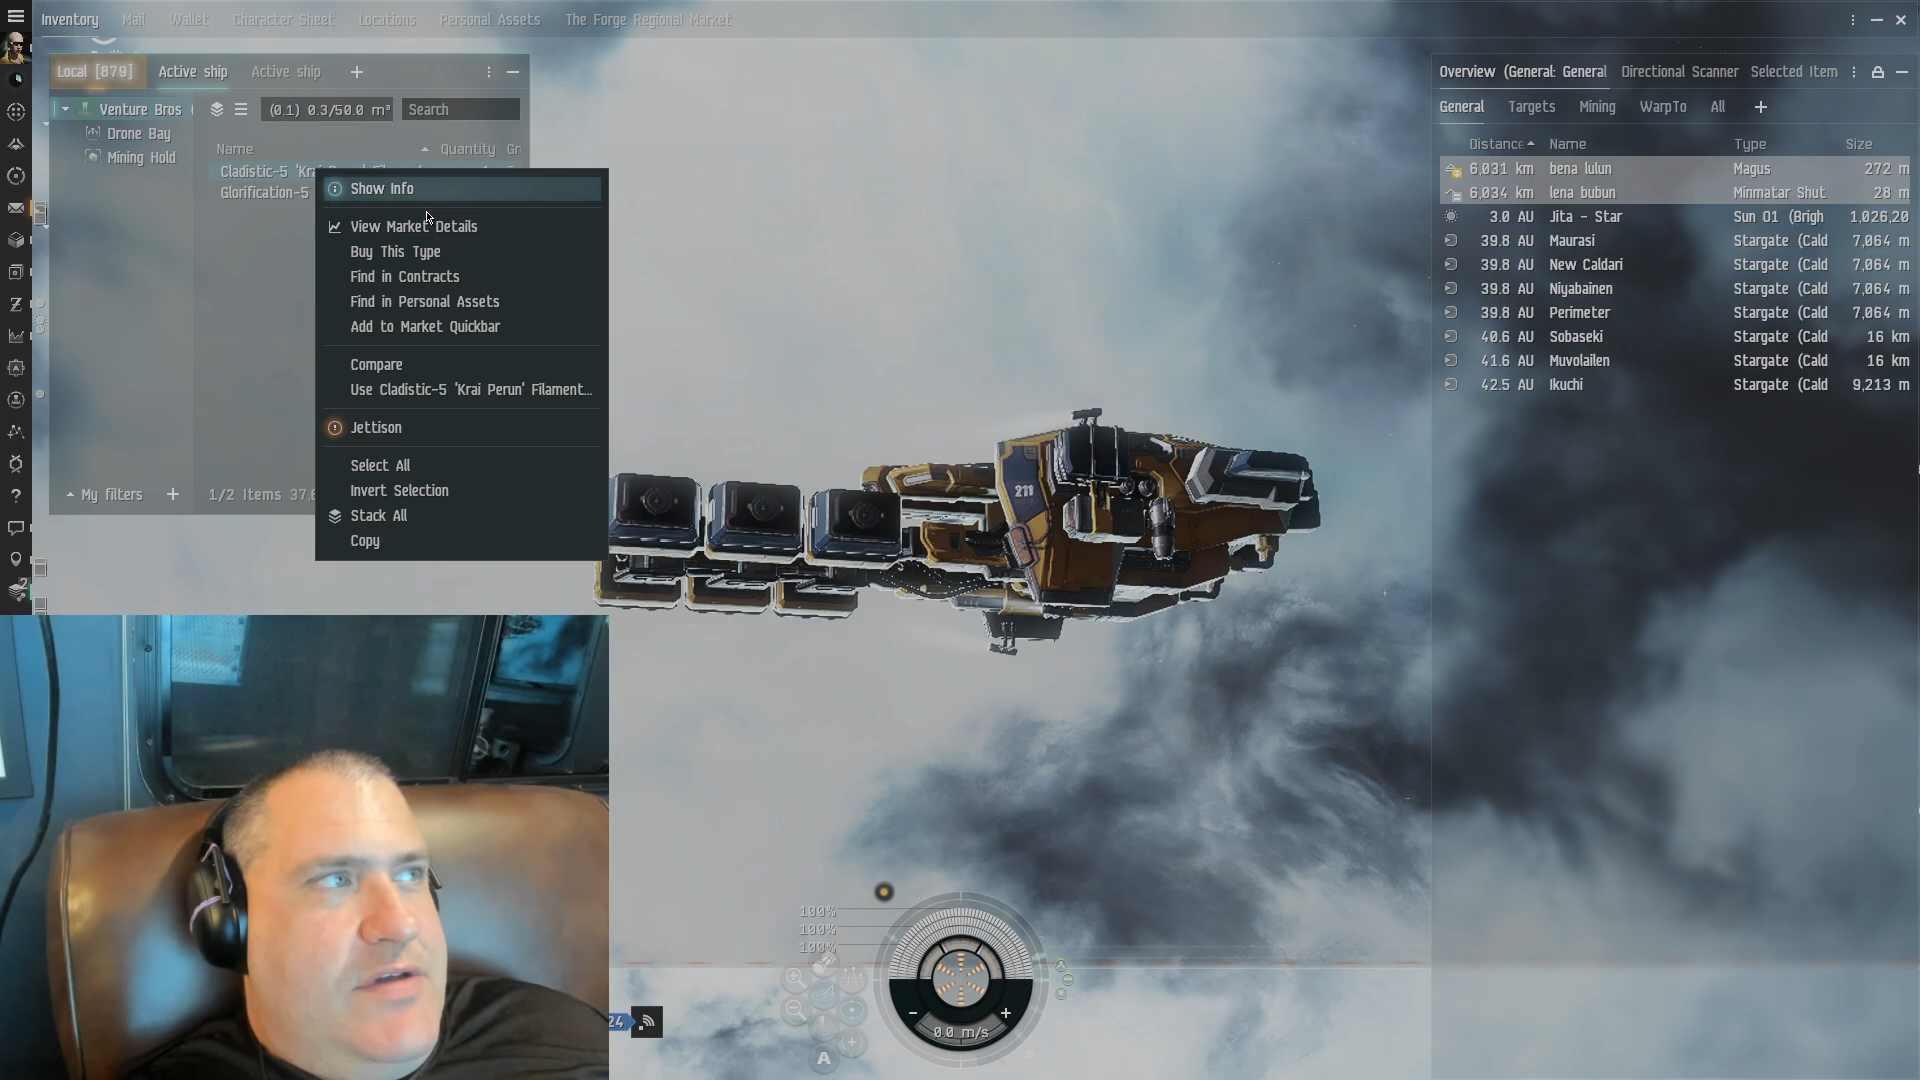 Inventory Mail Wallet Character Sheet Locations Personal Assets The Forge Regional Market
Local [879] Active ship Active ship
Venture Bros (0.1) 0.3/50.0 m³ Search
Drone Bay
Mining Hold
Name Quantity
Cladistic-5
Glorification-5
My filters + 1/2 Items
Show Info
View Market Details
Buy This Type
Find in Contracts
Find in Personal Assets
Add to Market Quickbar
Compare
Use Cladistic-5 'Krai Perun' Filament...
Jettison
Select All
Invert Selection
Stack All
Copy
Overview (General: General Directional Scanner Selected Item
General Targets Mining WarpTo All +
Distance Name Type Size
6,031 km bena lulun Magus 272 m
6,034 km lena bubun Minmatar Shut 28 m
3.0 AU Jita - Star Sun O1 (Brigh 1,026,20
39.8 AU Maurasi Stargate (Cald 7,064 m
39.8 AU New Caldari Stargate (Cald 7,064 m
39.8 AU Niyabainen Stargate (Cald 7,064 m
39.8 AU Perimeter Stargate (Cald 7,064 m
40.6 AU Sobaseki Stargate (Cald 16 km
41.6 AU Muvolailen Stargate (Cald 16 km
42.5 AU Ikuchi Stargate (Cald 9,213 m
211
100%
100%
100%
- +
0.0 m/s
24
A